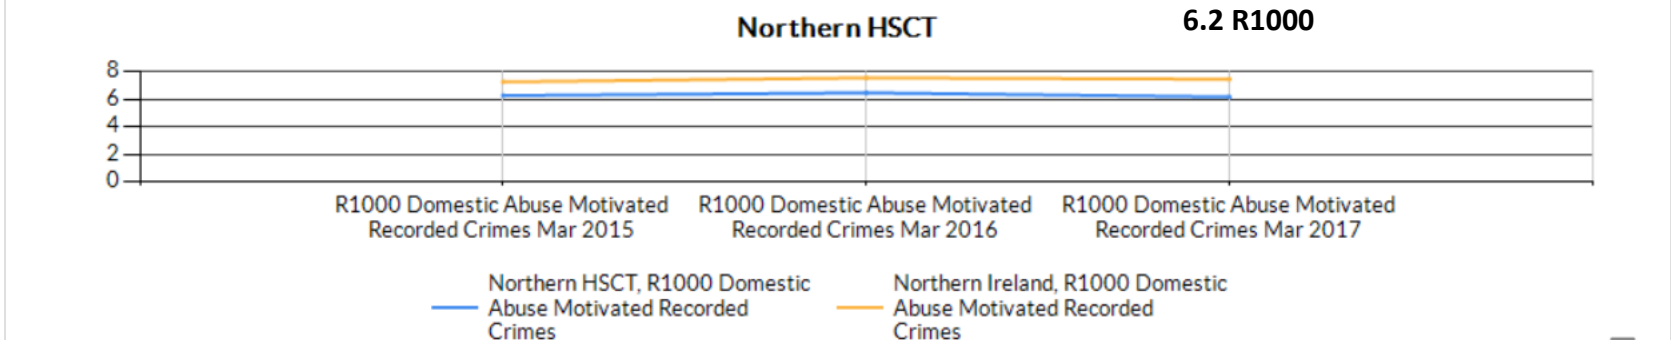 Northern HSCT
6.2 R1000
8
6
4
2
0
R1000 Domestic Abuse Motivated
Recorded Crimes Mar 2015
R1000 Domestic Abuse Motivated
Recorded Crimes Mar 2016
R1000 Domestic Abuse Motivated
Recorded Crimes Mar 2017
Northern HSCT, R1000 Domestic
Abuse Motivated Recorded
Crimes
Northern Ireland, R1000 Domestic
Abuse Motivated Recorded
Crimes